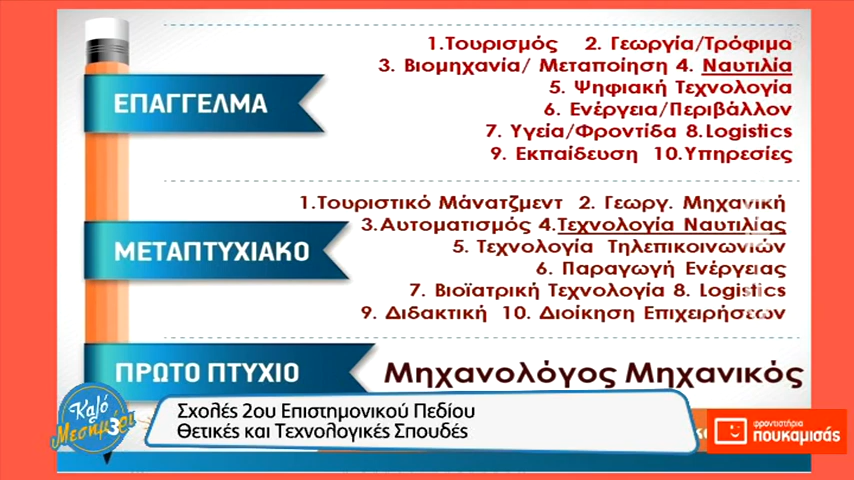 1.Τουρισμός 2. Γεωργία/Τρόφιμα
3. Βιομηχανία/ Μεταποίηση 4. Ναυτιλία
5. Ψηφιακή Τεχνολογία
6. Ενέργεια/Περιβάλλον
7. Υγεία/Φροντίδα 8.Logistics
9. Εκπαίδευση 10.Υπηρεσίες
ΕΠΑΓΓΕΛΜΑ
1.Τουριστικό Μάνατζμεντ 2. Γεωργ. Μηχανική
3.Αυτοματισμός 4.Τεχνολογία Ναυτιλίας
5. Τεχνολογία Τηλεπικοινωνιών
6. Παραγωγή Ενέργειας
7. Βιοϊατρική Τεχνολογία 8. Logistics
9. Διδακτική 10. Διοίκηση Επιχειρήσεων
ΜΕΤΑΠΤΥΧΙΑΚΟ
ΠΡΩΤΟ ΠΤΥΧΙΟ
Μηχανολόγος Μηχανικός
Καλό
Μεσημέρι
3
Σχολές 2ου Επιστημονικού Πεδίου
Θετικές και Τεχνολογικές Σπουδές
φροντιστήρια
πουκαμισάς